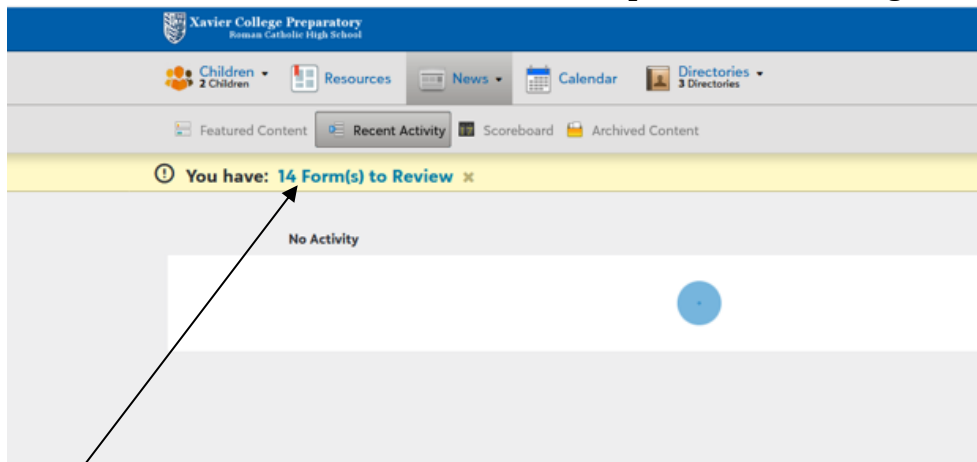 Xavier College Preparatory
Roman Catholic High School
Children
2 Children
Resources
News
Calendar
Directories
3 Directories
Featured Content
Recent Activity
Scoreboard
Archived Content
You have: 14 Form(s) to Review ×
No Activity